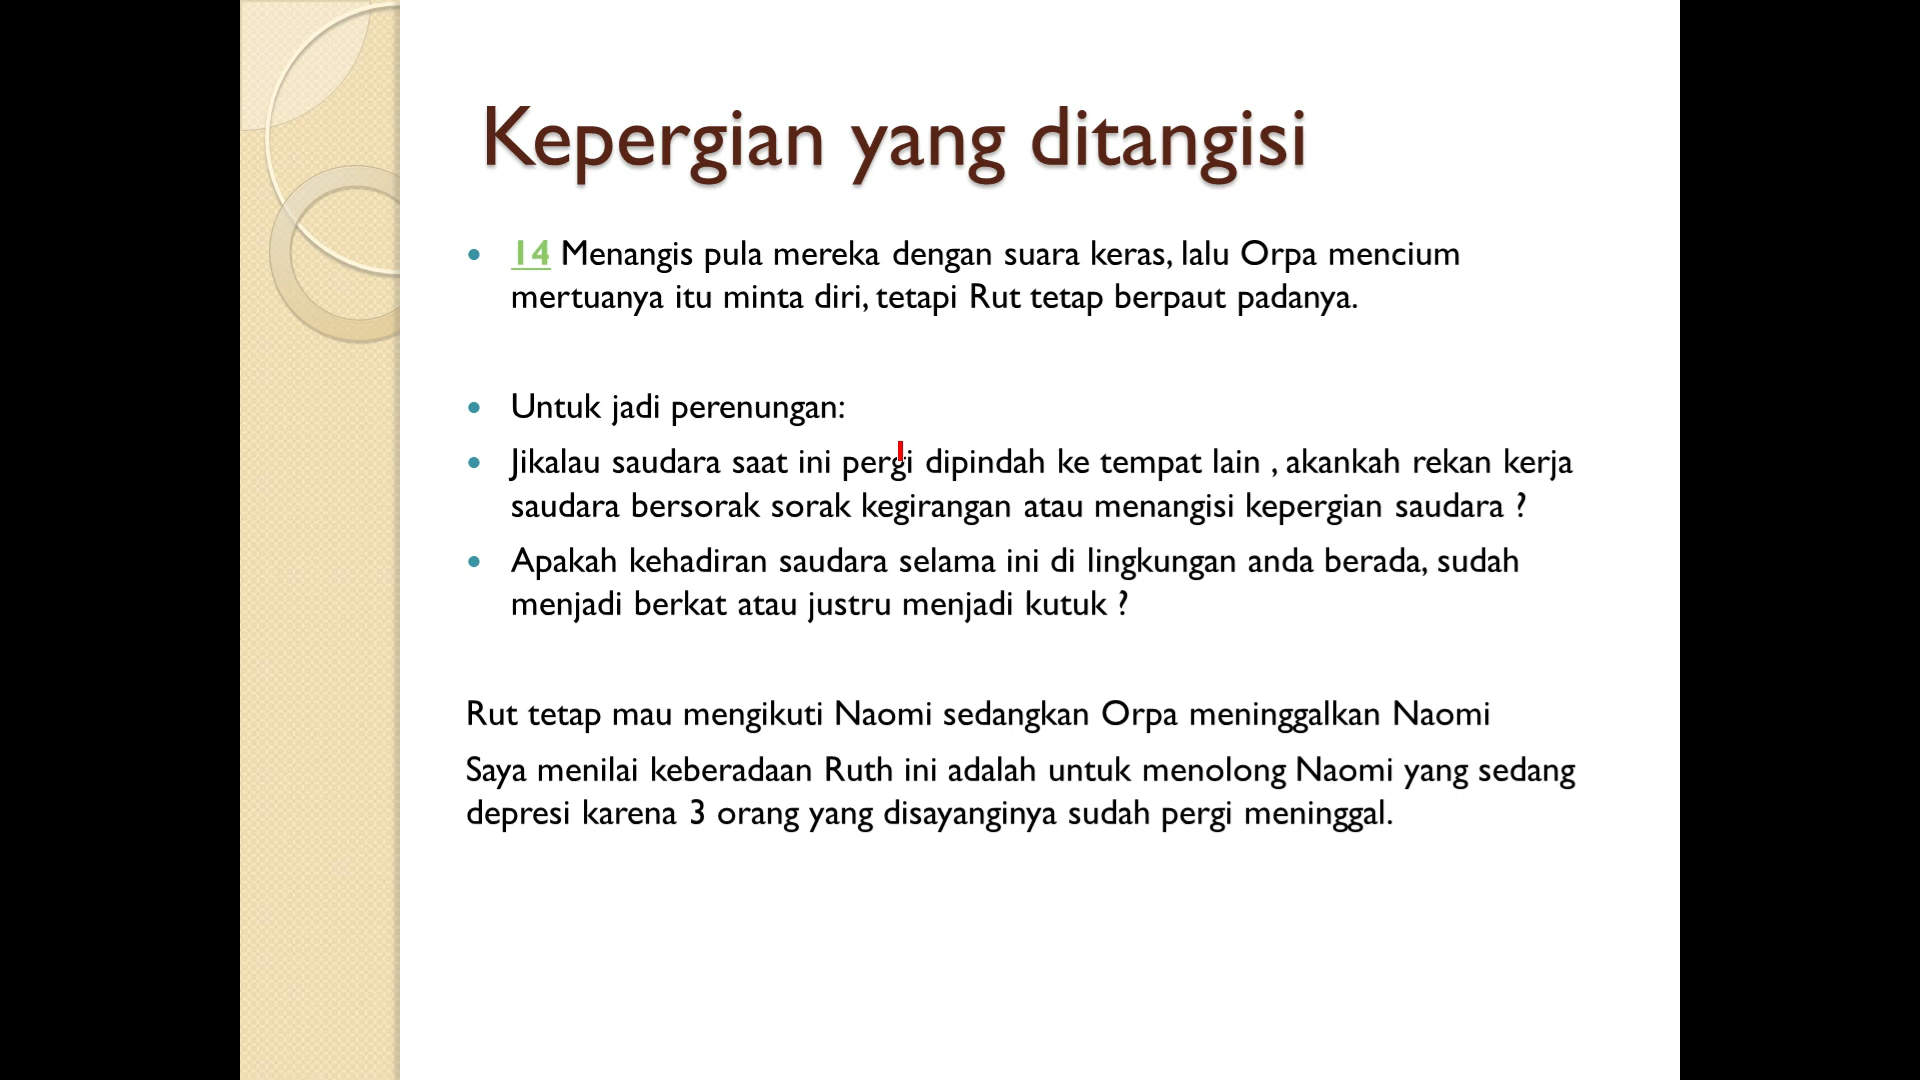 Kepergian yang ditangisi
14 Menangis pula mereka dengan suara keras, lalu Orpa mencium
mertuanya itu minta diri, tetapi Rut tetap berpaut padanya.
Untuk jadi perenungan:
Jikalau saudara saat ini pergi dipindah ke tempat lain , akankah rekan kerja
saudara bersorak sorak kegirangan atau menangisi kepergian saudara ?
Apakah kehadiran saudara selama ini di lingkungan anda berada, sudah
menjadi berkat atau justru menjadi kutuk ?
Rut tetap mau mengikuti Naomi sedangkan Orpa meninggalkan Naomi
Saya menilai keberadaan Ruth ini adalah untuk menolong Naomi yang sedang
depresi karena 3 orang yang disayanginya sudah pergi meninggal.